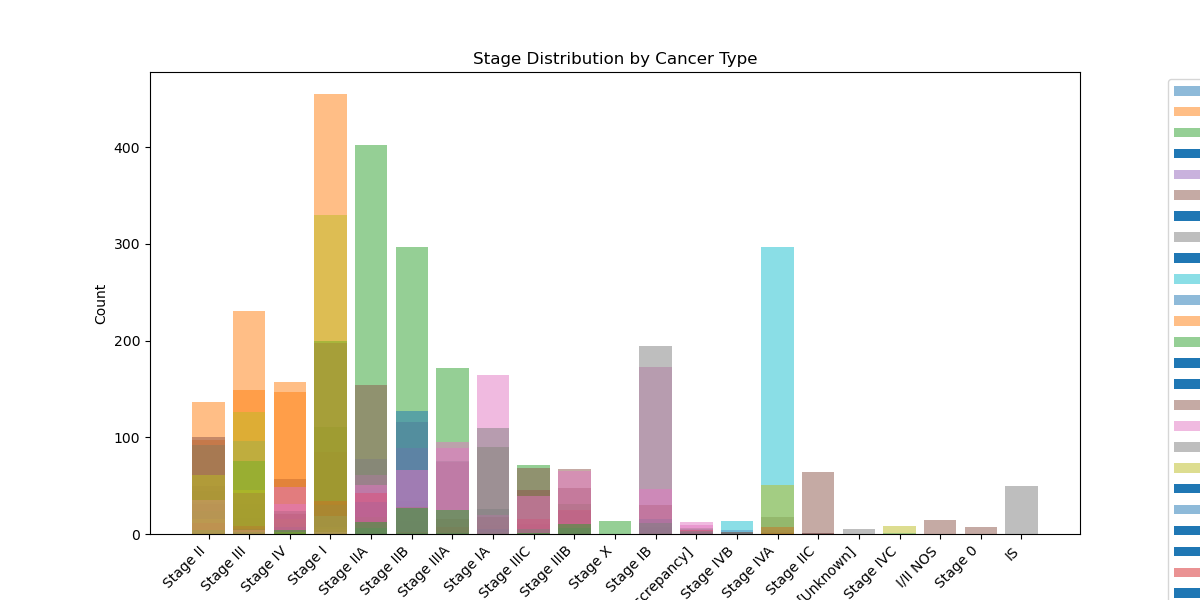 Stage Distribution by Cancer Type
Count
400
300
200
100
0
Stage II
Stage III
Stage IV
Stage I
Stage IIA
Stage IIB
Stage IIIA
Stage IA
Stage IIIC
Stage IIIB
Stage X
Stage IB
screpancy]
Stage IVB
Stage IVA
Stage IIC
[Unknown]
Stage IVC
I/II NOS
Stage 0
IS